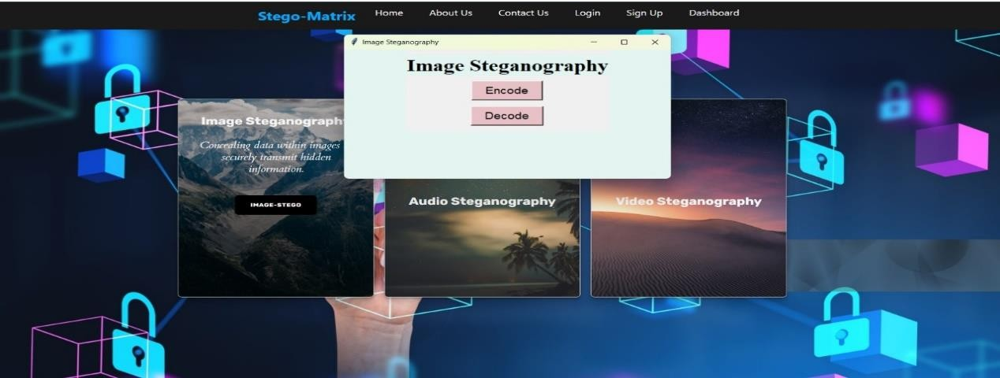 Stego-Matrix Home About Us Contact Us Login Sign Up Dashboard
Image Steganography
Image Steganography
Encode
Decode
Image Steganograph
Concealing data within images
securely transmit hidden
information.
IMAGE-STEGO
Audio Steganography
Video Steganography